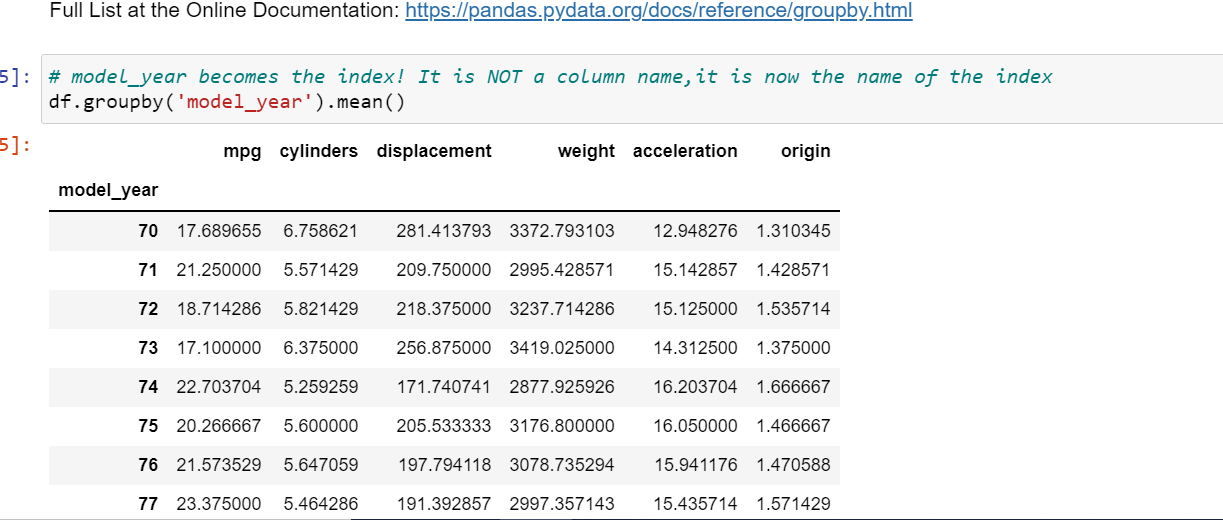 Full List at the Online Documentation: https://pandas.pydata.org/docs/reference/groupby.html
5]: # model_year becomes the index! It is NOT a column name,it is now the name of the index
df.groupby('model_year').mean()
5]:
mpg cylinders displacement weight acceleration origin
model_year
70 17.689655 6.758621 281.413793 3372.793103 12.948276 1.310345
71 21.250000 5.571429 209.750000 2995.428571 15.142857 1.428571
72 18.714286 5.821429 218.375000 3237.714286 15.125000 1.535714
73 17.100000 6.375000 256.875000 3419.025000 14.312500 1.375000
74 22.703704 5.259259 171.740741 2877.925926 16.203704 1.666667
75 20.266667 5.600000 205.533333 3176.800000 16.050000 1.466667
76 21.573529 5.647059 197.794118 3078.735294 15.941176 1.470588
77 23.375000 5.464286 191.392857 2997.357143 15.435714 1.571429